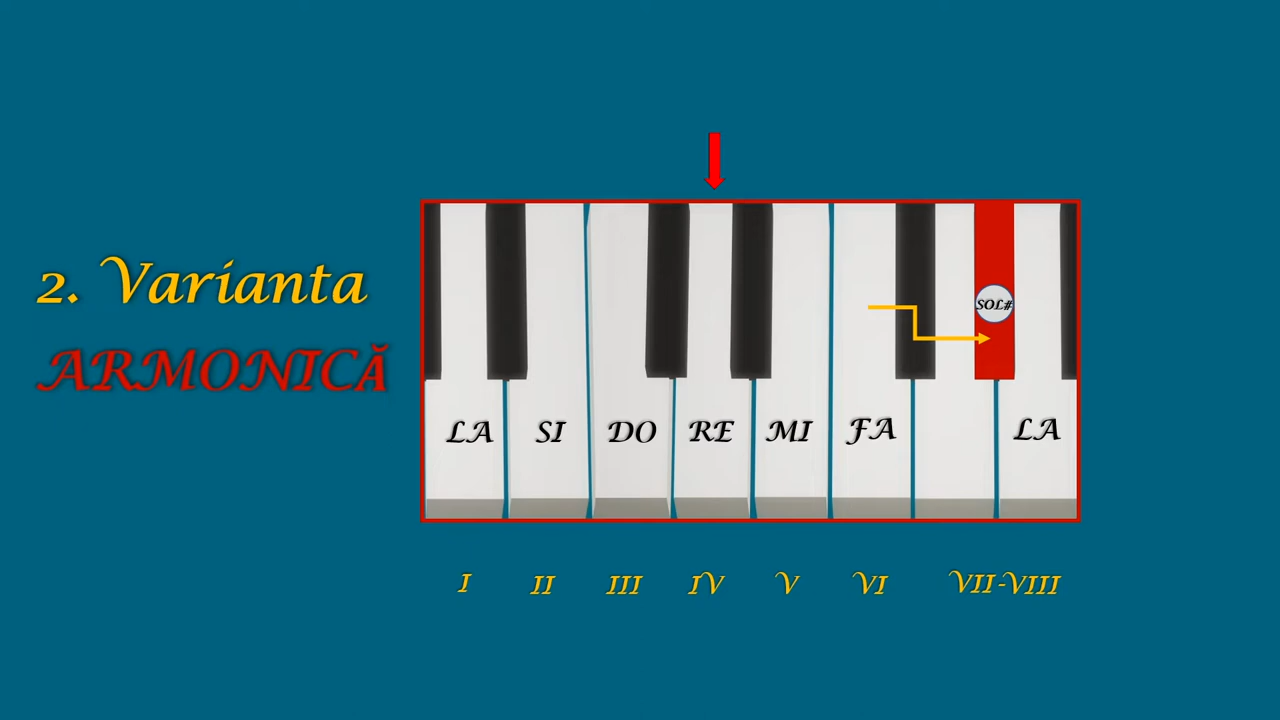 2. Varianta
ARMONICĂ
SOL#
LA SI DO RE MI FA LA
I II III IV V VI VII-VIII